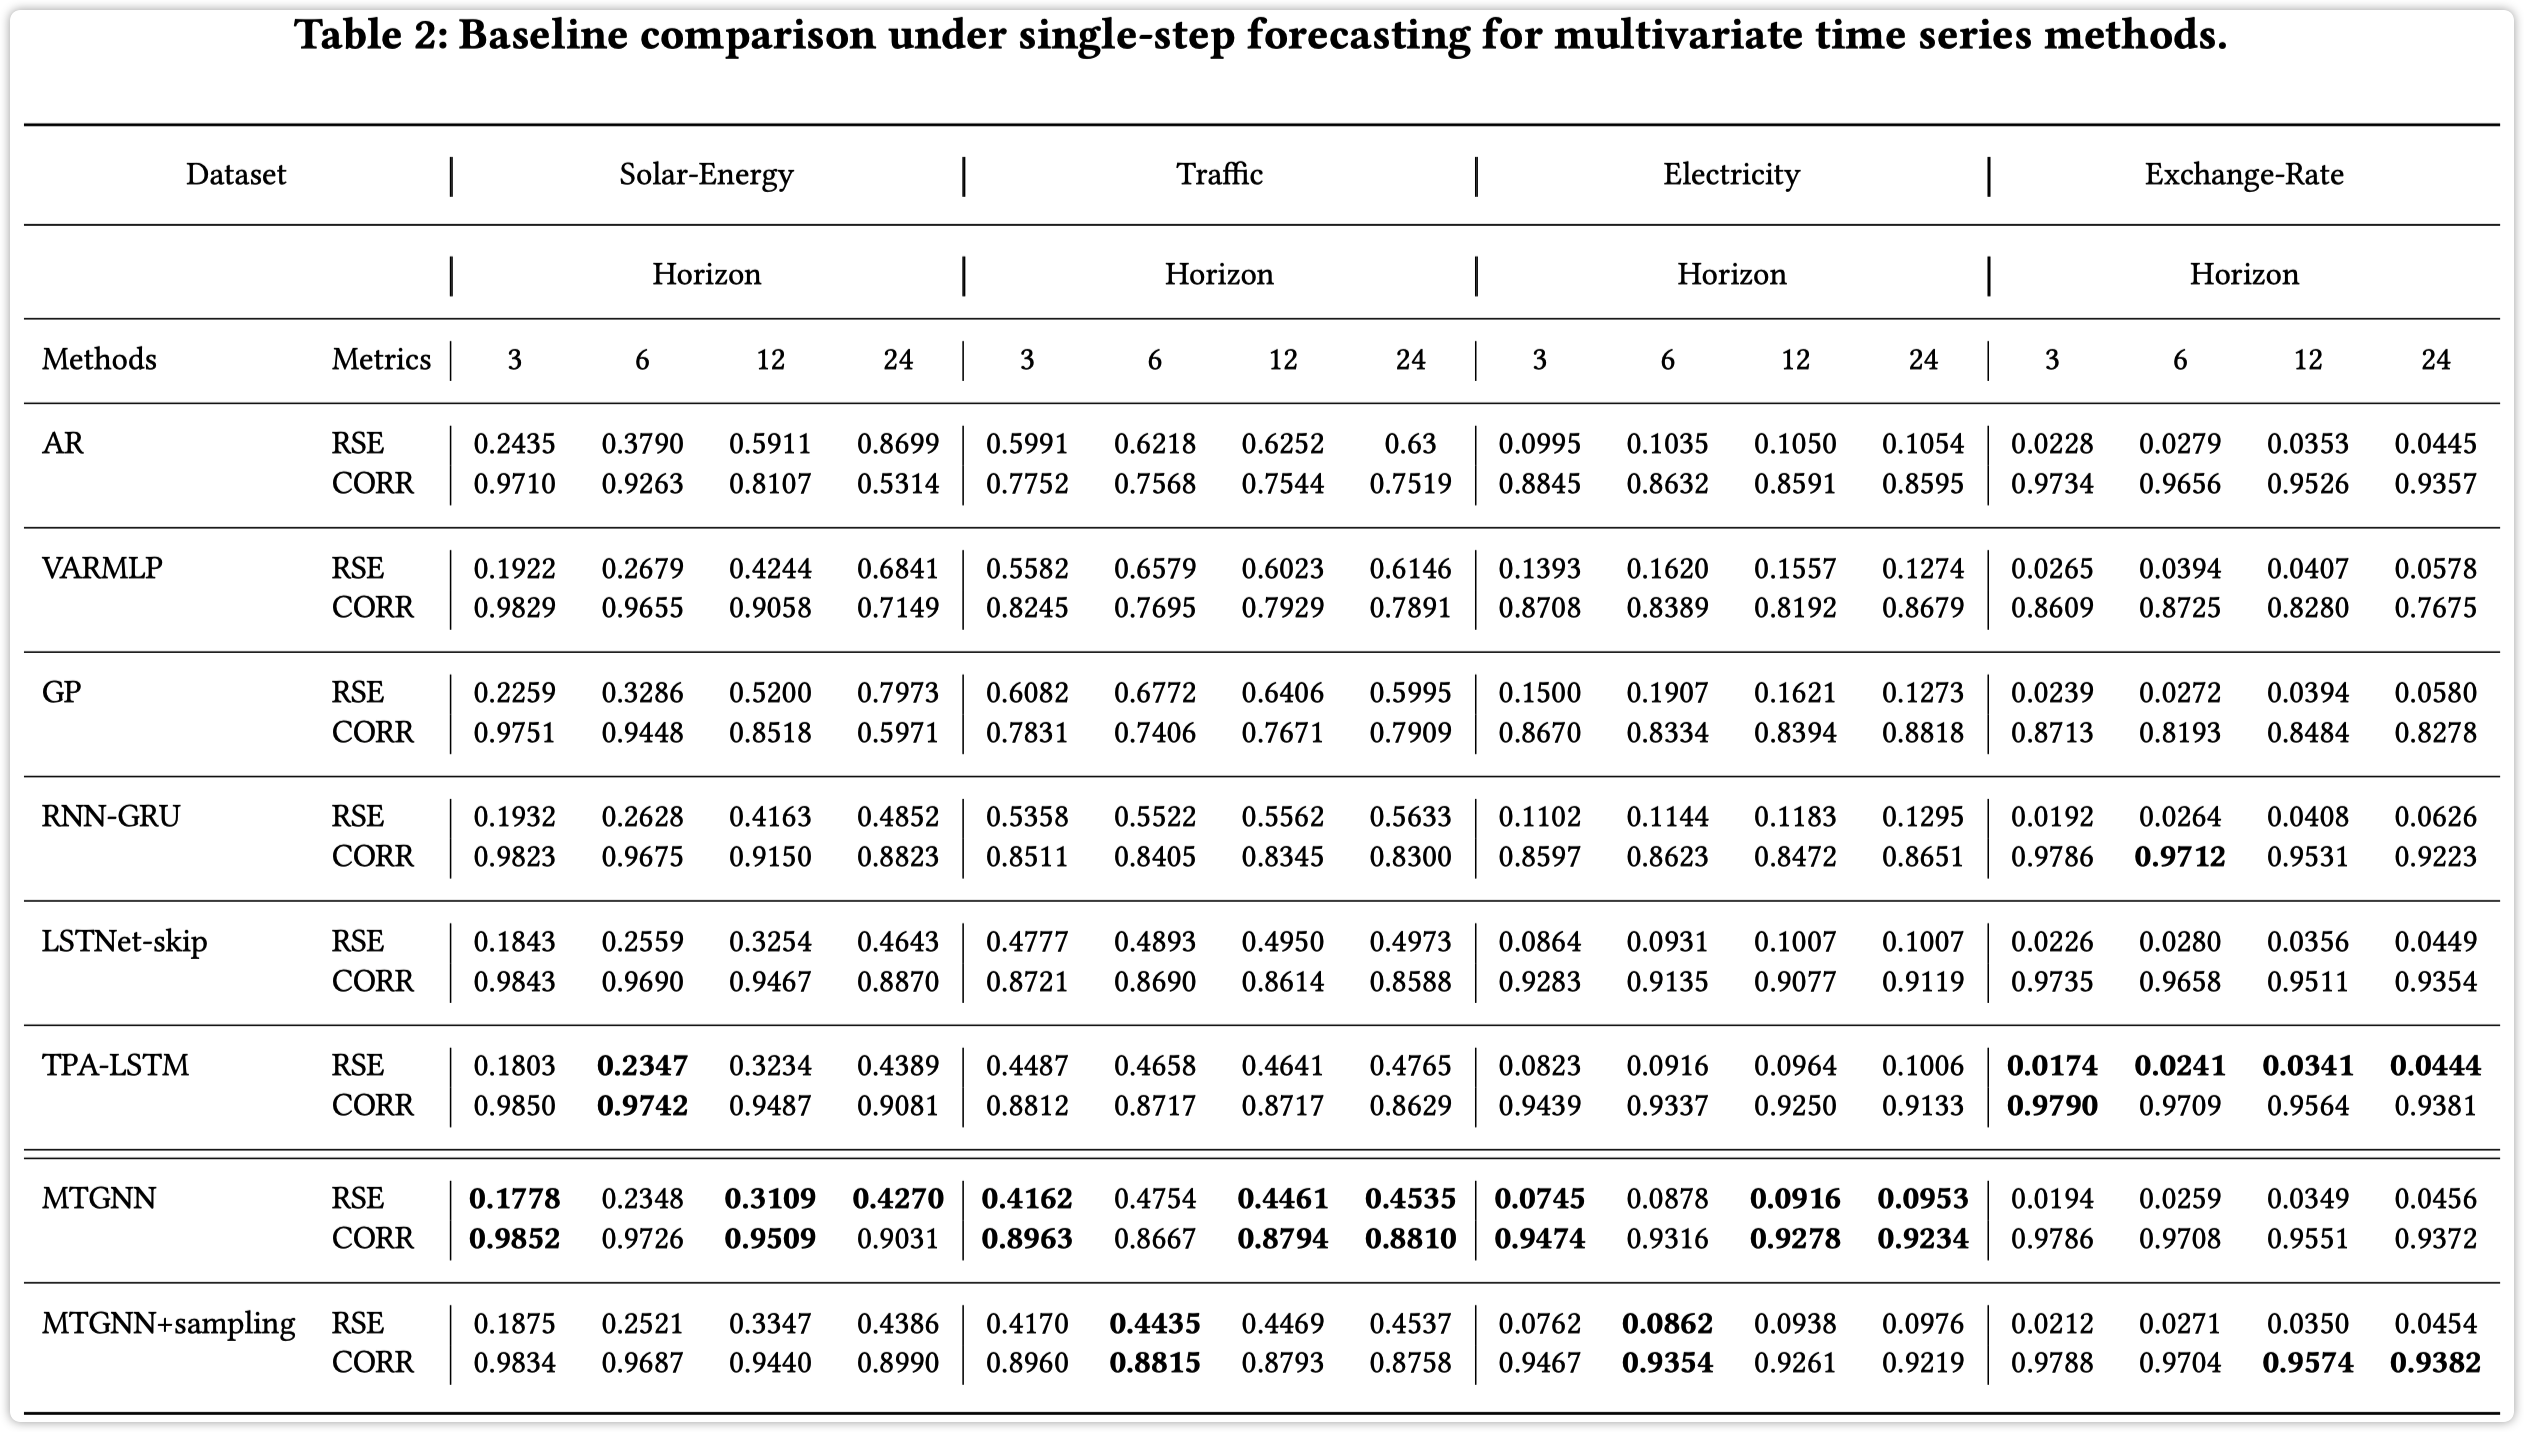 Table 2: Baseline comparison under single-step forecasting for multivariate time series methods.
Dataset Solar-Energy Traffic Electricity Exchange-Rate
Horizon Horizon Horizon Horizon
Methods Metrics 3 6 12 24 3 6 12 24 3 6 12 24 3 6 12 24
AR RSE 0.2435 0.3790 0.5911 0.8699 0.5991 0.6218 0.6252 0.63 0.0995 0.1035 0.1050 0.1054 0.0228 0.0279 0.0353 0.0445
CORR 0.9710 0.9263 0.8107 0.5314 0.7752 0.7568 0.7544 0.7519 0.8845 0.8632 0.8591 0.8595 0.9734 0.9656 0.9526 0.9357
VARMLP RSE 0.1922 0.2679 0.4244 0.6841 0.5582 0.6579 0.6023 0.6146 0.1393 0.1620 0.1557 0.1274 0.0265 0.0394 0.0407 0.0578
CORR 0.9829 0.9655 0.9058 0.7149 0.8245 0.7695 0.7929 0.7891 0.8708 0.8389 0.8192 0.8679 0.8609 0.8725 0.8280 0.7675
GP RSE 0.2259 0.3286 0.5200 0.7973 0.6082 0.6772 0.6406 0.5995 0.1500 0.1907 0.1621 0.1273 0.0239 0.0272 0.0394 0.0580
CORR 0.9751 0.9448 0.8518 0.5971 0.7831 0.7406 0.7671 0.7909 0.8670 0.8334 0.8394 0.8818 0.8713 0.8193 0.8484 0.8278
RNN-GRU RSE 0.1932 0.2628 0.4163 0.4852 0.5358 0.5522 0.5562 0.5633 0.1102 0.1144 0.1183 0.1295 0.0192 0.0264 0.0408 0.0626
CORR 0.9823 0.9675 0.9150 0.8823 0.8511 0.8405 0.8345 0.8300 0.8597 0.8623 0.8472 0.8651 0.9786 0.9712 0.9531 0.9223
LSTNet-skip RSE 0.1843 0.2559 0.3254 0.4643 0.4777 0.4893 0.4950 0.4973 0.0864 0.0931 0.1007 0.1007 0.0226 0.0280 0.0356 0.0449
CORR 0.9843 0.9690 0.9467 0.8870 0.8721 0.8690 0.8614 0.8588 0.9283 0.9135 0.9077 0.9119 0.9735 0.9658 0.9511 0.9354
TPA-LSTM RSE 0.1803 0.2347 0.3234 0.4389 0.4487 0.4658 0.4641 0.4765 0.0823 0.0916 0.0964 0.1006 0.0174 0.0241 0.0341 0.0444
CORR 0.9850 0.9742 0.9487 0.9081 0.8812 0.8717 0.8717 0.8629 0.9439 0.9337 0.9250 0.9133 0.9790 0.9709 0.9564 0.9381
MTGNN RSE 0.1778 0.2348 0.3109 0.4270 0.4162 0.4754 0.4461 0.4535 0.0745 0.0878 0.0916 0.0953 0.0194 0.0259 0.0349 0.0456
CORR 0.9852 0.9726 0.9509 0.9031 0.8963 0.8667 0.8794 0.8810 0.9474 0.9316 0.9278 0.9234 0.9786 0.9708 0.9551 0.9372
MTGNN+sampling RSE 0.1875 0.2521 0.3347 0.4386 0.4170 0.4435 0.4469 0.4537 0.0762 0.0862 0.0938 0.0976 0.0212 0.0271 0.0350 0.0454
CORR 0.9834 0.9687 0.9440 0.8990 0.8960 0.8815 0.8793 0.8758 0.9467 0.9354 0.9261 0.9219 0.9788 0.9704 0.9574 0.9382